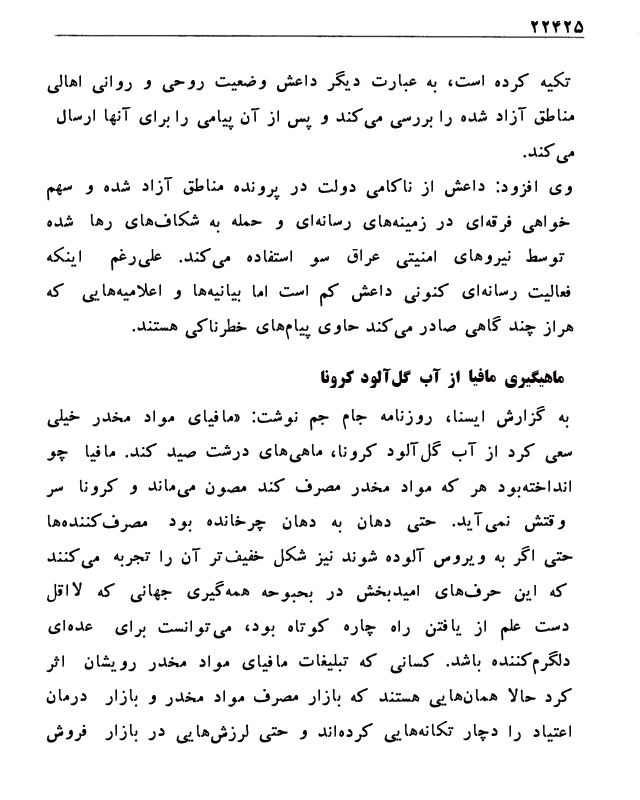 ۲۲۴۲۵
تکیه کرده است، به عبارت دیگر داعش وضعیت روحی و روانی اهالی
مناطق آزاد شده را بررسی می‌کند و پس از آن پیامی را برای آنها ارسال
می‌کند.
وی افزود: داعش از ناکامی دولت در پرونده مناطق آزاد شده و سهم
خواهی فرقه‌ای در زمینه‌های رسانه‌ای و حمله به شکاف‌های رها شده
توسط نیروهای امنیتی عراق سو استفاده می‌کند. علی‌رغم اینکه
فعالیت رسانه‌ای کنونی داعش کم است اما بیانیه‌ها و اعلامیه‌هایی که
هراز چند گاهی صادر می‌کند حاوی پیام‌های خطرناکی هستند.
ماهیگیری مافیا از آب گل‌آلود کرونا
به گزارش ایسنا، روزنامه جام جم نوشت: «مافیای مواد مخدر خیلی
سعی کرد از آب گل‌آلود کرونا، ماهی‌های درشت صید کند. مافیا چو
انداخته‌بود هر که مواد مخدر مصرف کند مصون می‌ماند و کرونا سر
وقتش نمی‌آید. حتی دهان به دهان چرخانده بود مصرف‌کننده‌ها
حتی اگر به ویروس آلوده شوند نیز شکل خفیف‌تر آن را تجربه می‌کنند
که این حرف‌های امیدبخش در بحبوحه همه‌گیری جهانی که لااقل
دست علم از یافتن راه چاره کوتاه بود، می‌توانست برای عده‌ای
دلگرم‌کننده باشد. کسانی که تبلیغات مافیای مواد مخدر رویشان اثر
کرد حالا همان‌هایی هستند که بازار مصرف مواد مخدر و بازار درمان
اعتیاد را دچار تکانه‌هایی کرده‌اند و حتی لرزش‌هایی در بازار فروش